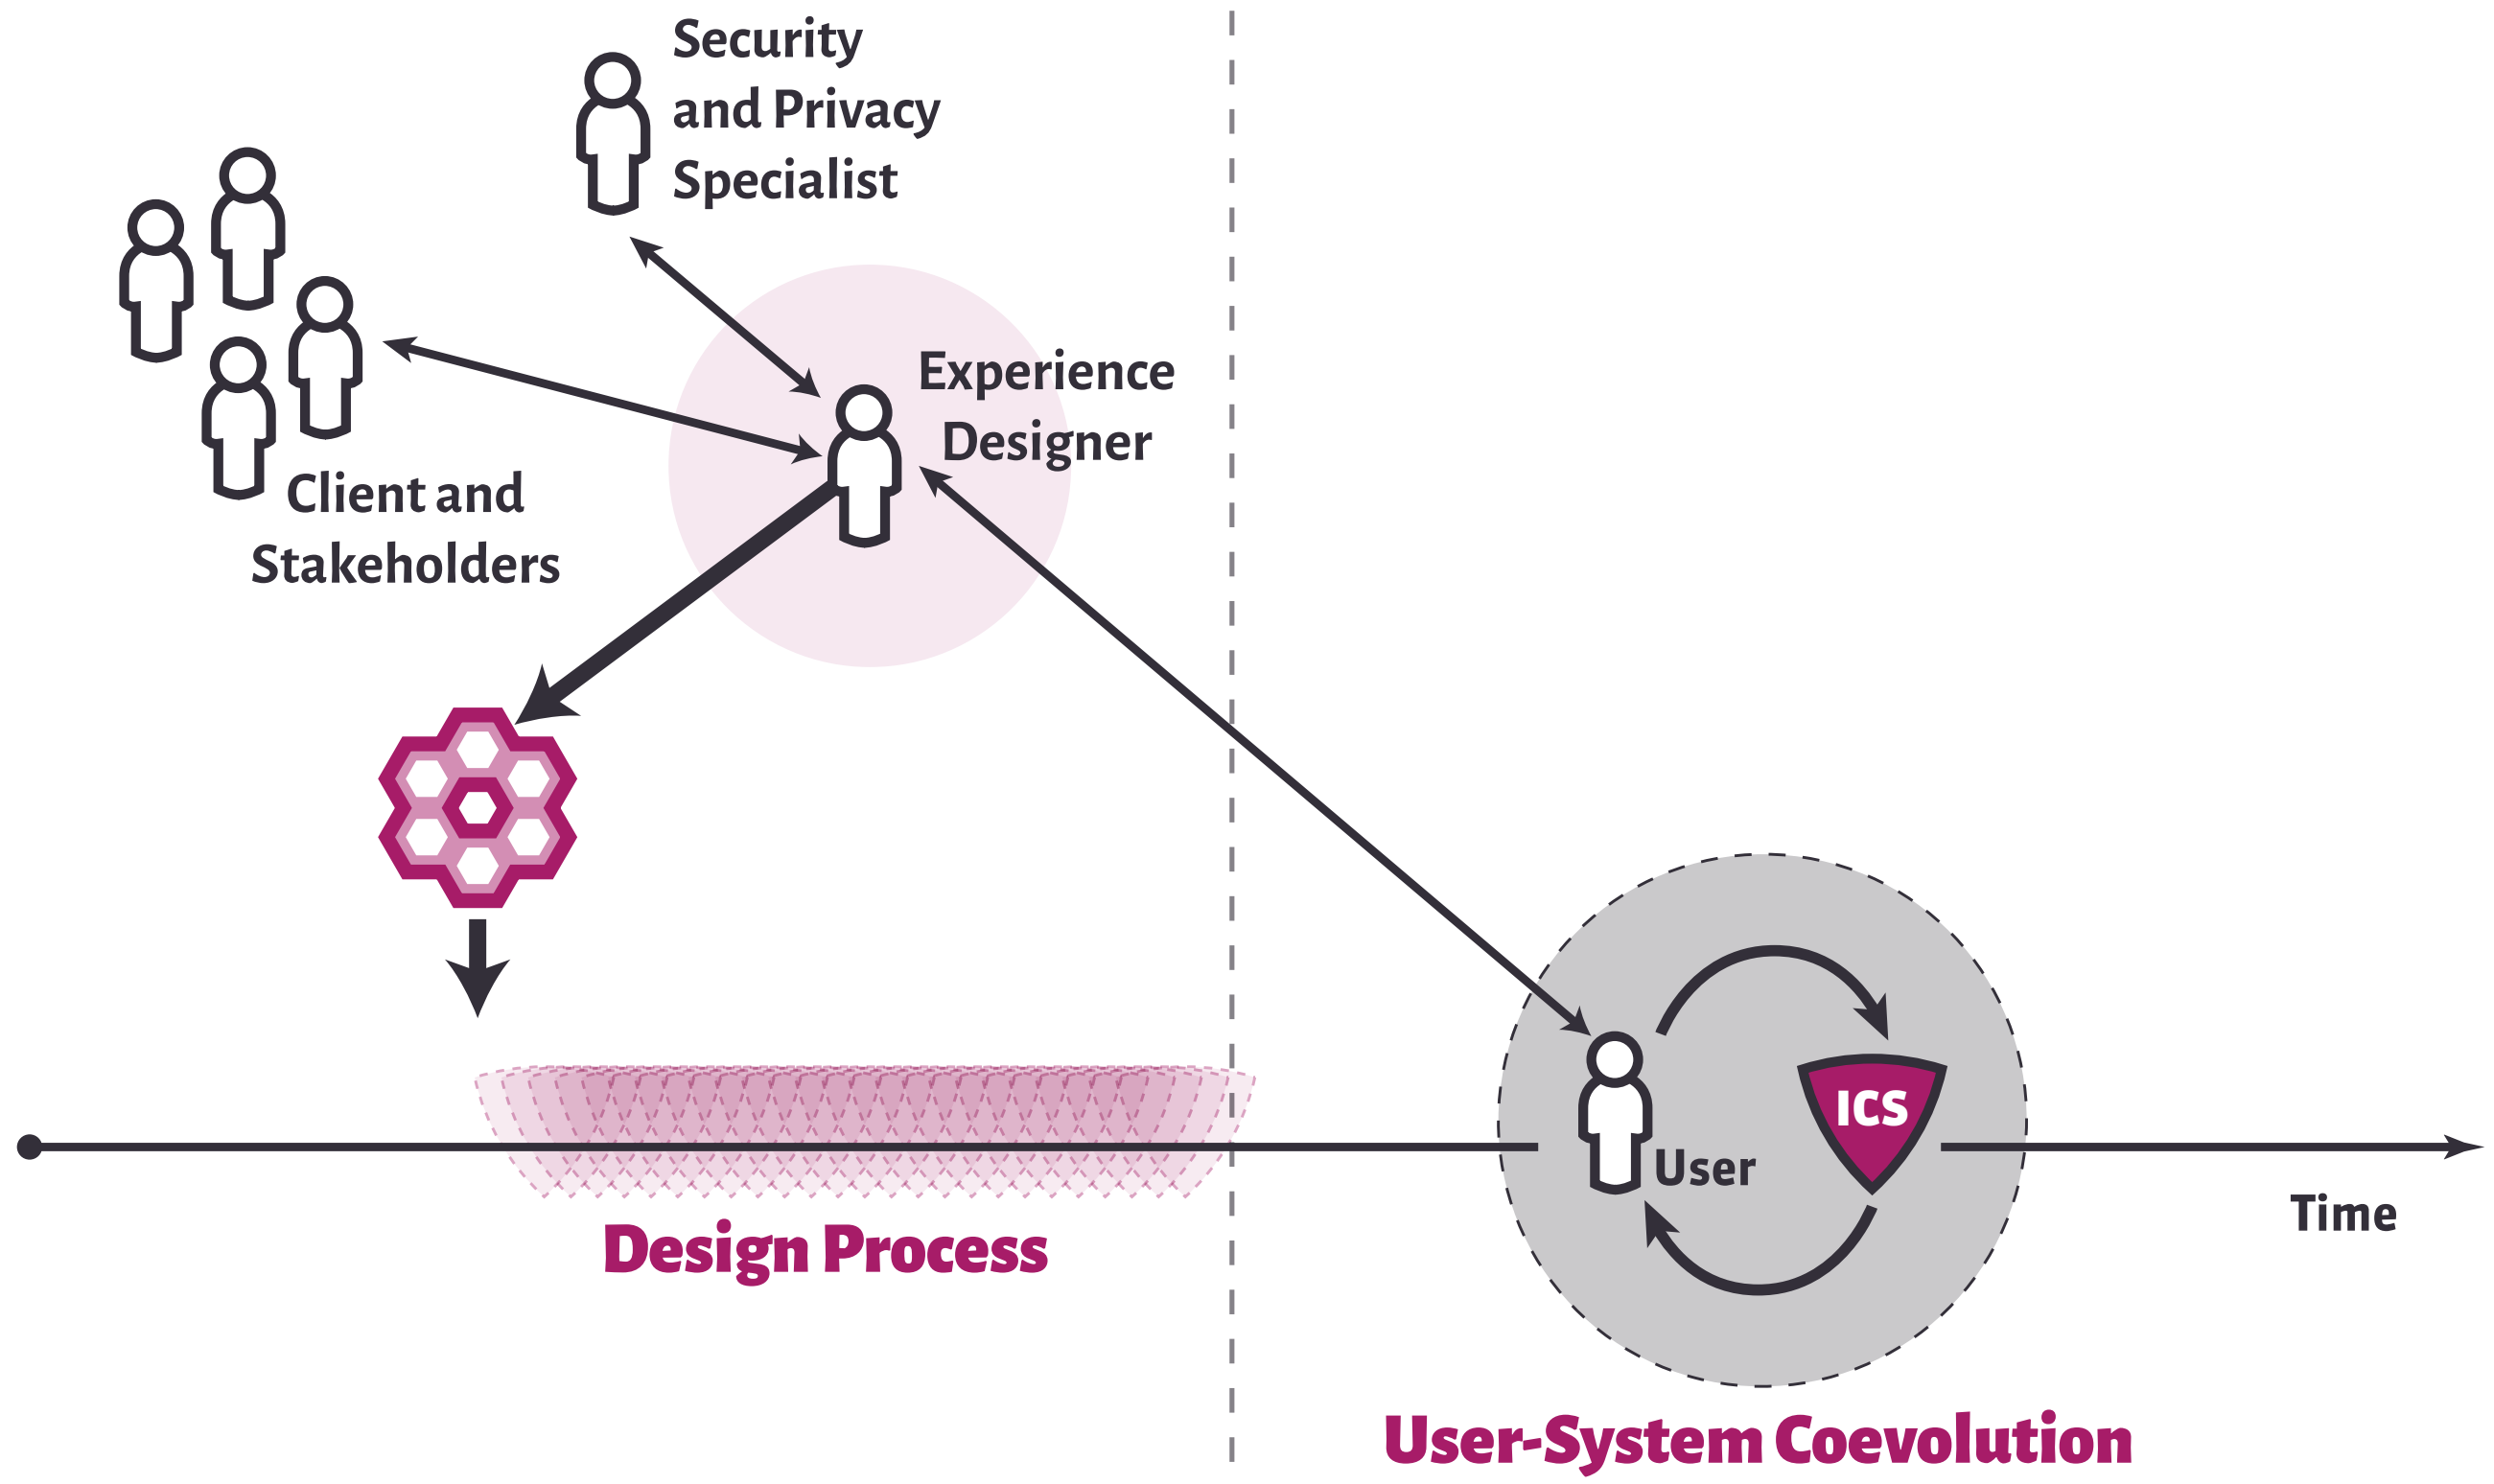 Security
and Privacy
Specialist
Experience
Designer
Client and
Stakeholders
ICS
User
Time
Design Process
User-System Coevolution